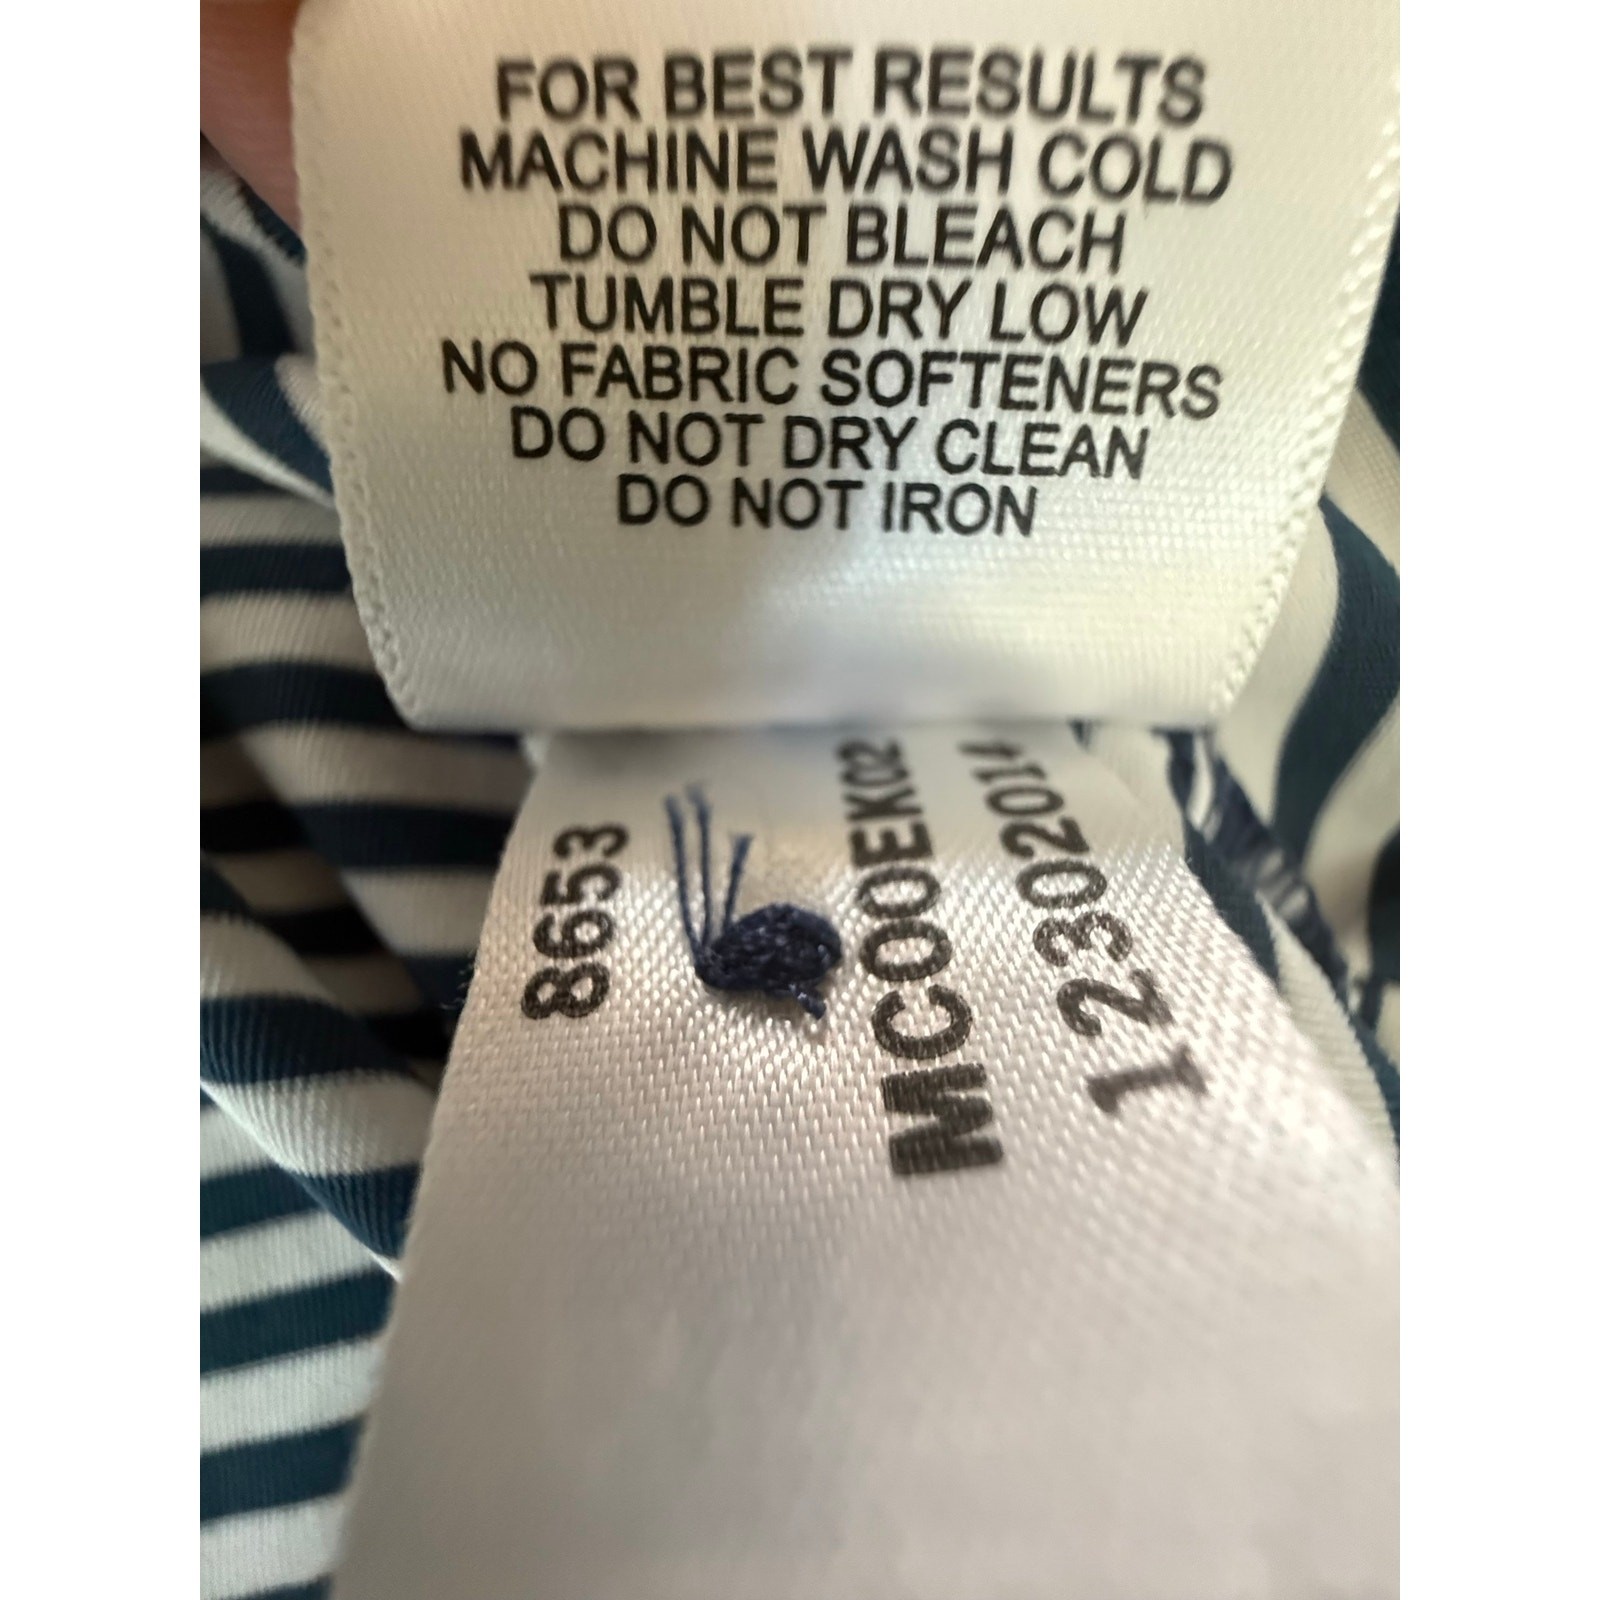 FOR BEST RESULTS
MACHINE WASH COLD
DO NOT BLEACH
TUMBLE DRY LOW
NO FABRIC SOFTENERS
DO NOT DRY CLEAN
DO NOT IRON
8653
MCOOEK02
12302014